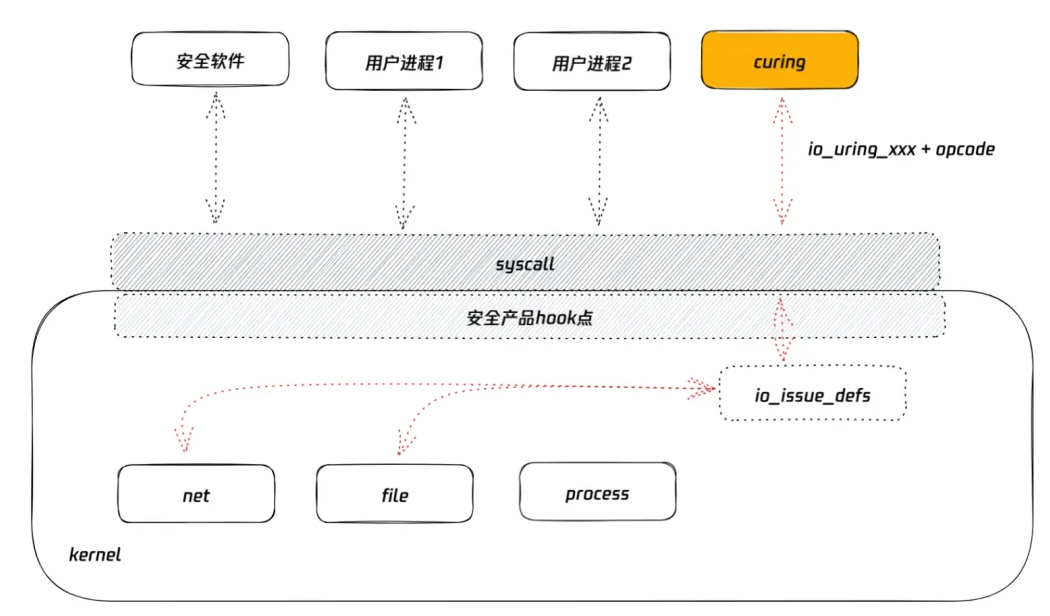 安全软件
用户进程1
用户进程2
curing
io_uring_xxx + opcode
syscall
安全产品hook点
io_issue_defs
net
file
process
kernel